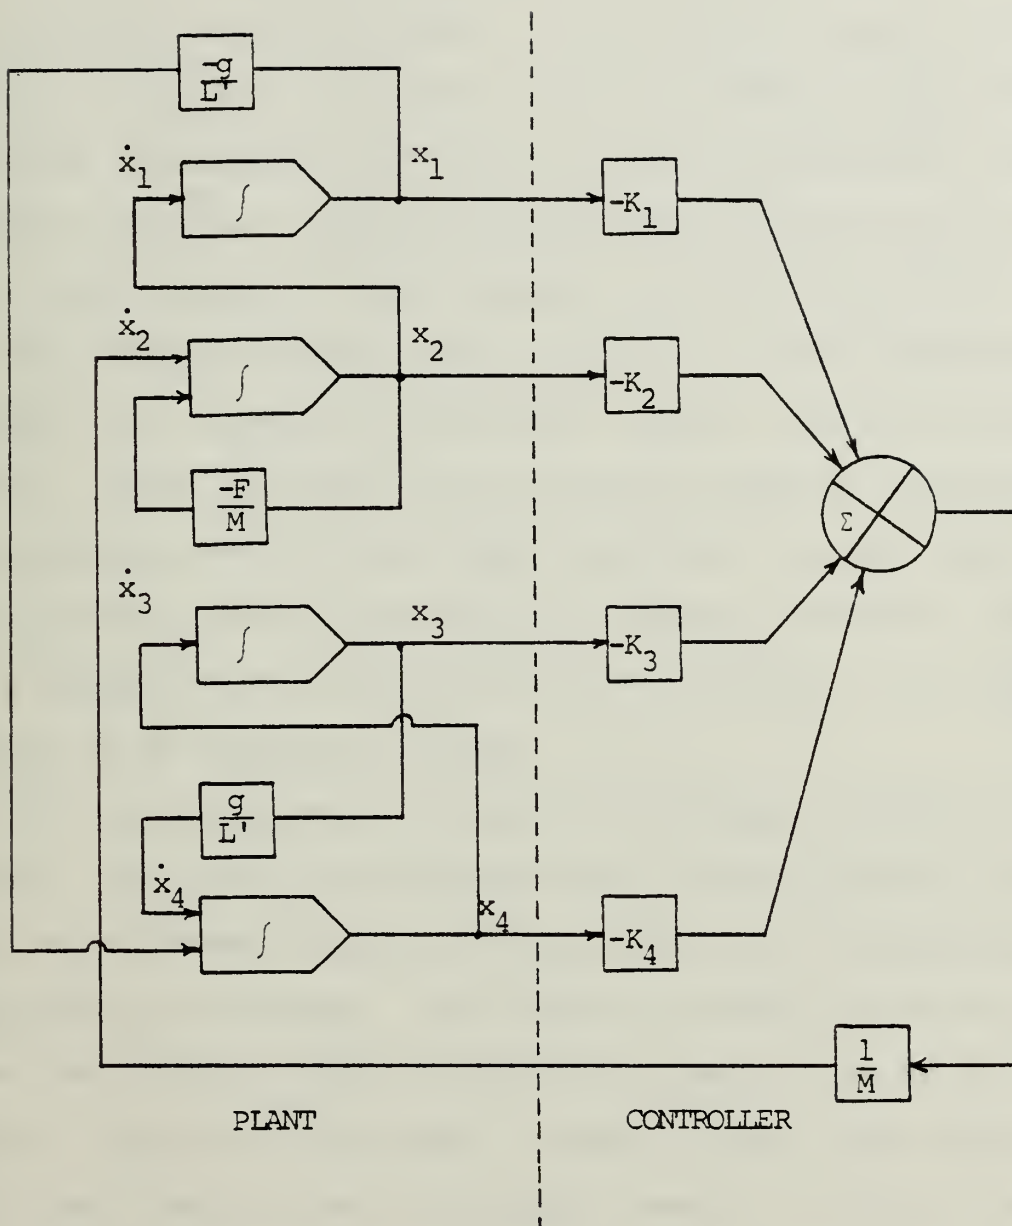 -g
L'
ẋ1
x1
∫
-K1
ẋ2
x2
∫
-K2
-F
M
Σ
ẋ3
x3
∫
-K3
g
L'
ẋ4
x4
∫
-K4
1
M
PLANT
CONTROLLER